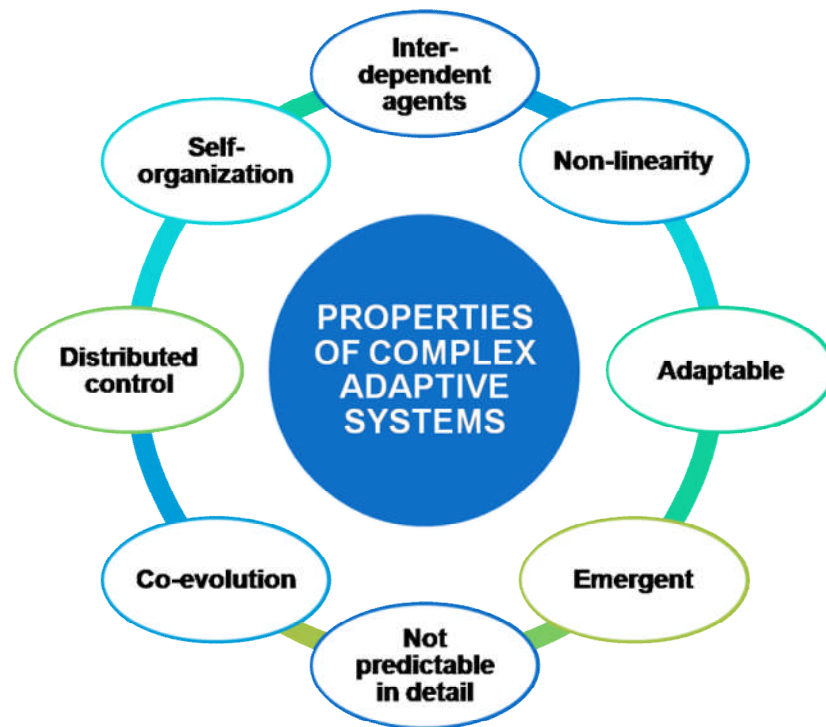 Inter-
dependent
agents
Self-
organization
Non-linearity
PROPERTIES
OF COMPLEX
ADAPTIVE
SYSTEMS
Distributed
control
Adaptable
Co-evolution
Emergent
Not
predictable
in detail